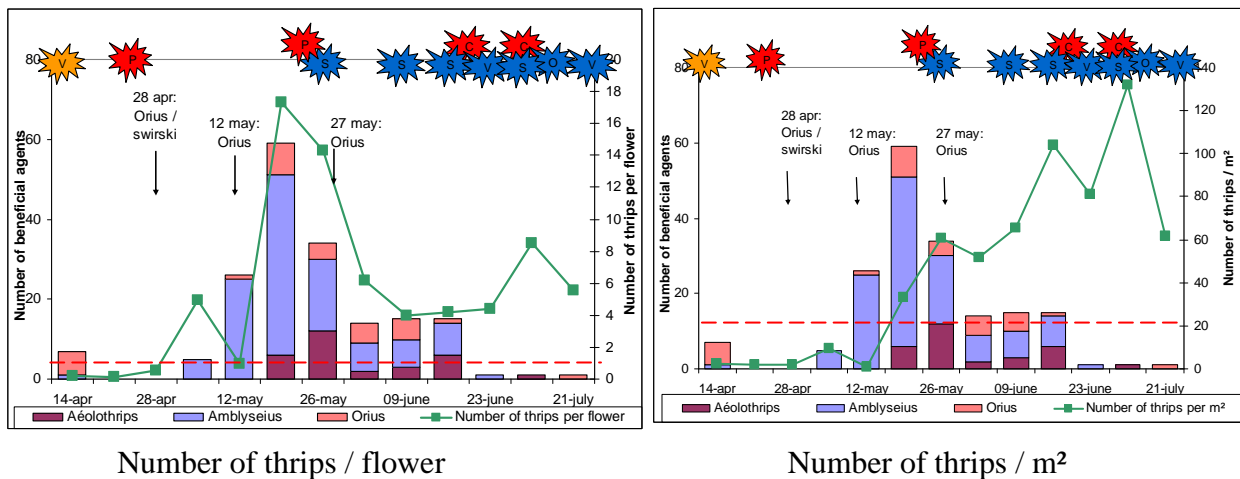 V P P S S S C V C S O V
80
60
40
20
0
Number of beneficial agents
28 apr:
Orius /
swirski
12 may:
Orius
27 may:
Orius
20
18
16
14
12
10
8
6
4
2
0
Number of thrips per flower
14-apr 28-apr 12-may 26-may 09-june 23-june 21-july
Aéolothrips Amblyseius Orius Number of thrips per flower
Number of thrips / flower
V P P S S S C V C S O V
80
60
40
20
0
Number of beneficial agents
28 apr:
Orius /
swirski
12 may:
Orius
27 may:
Orius
140
120
100
80
60
40
20
0
Number of thrips / m²
14-apr 28-apr 12-may 26-may 09-june 23-june 21-july
Aéolothrips Amblyseius Orius Number of thrips per m²
Number of thrips / m²